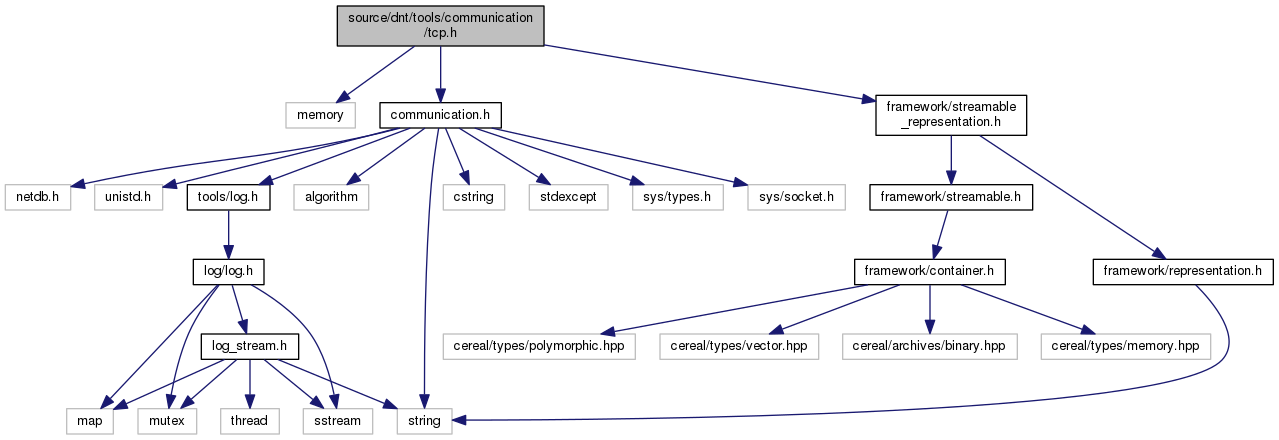 source/dnt/tools/communication
/tcp.h
memory
communication.h
framework/streamable
_representation.h
netdb.h
unistd.h
tools/log.h
algorithm
cstring
stdexcept
sys/types.h
sys/socket.h
framework/streamable.h
log/log.h
framework/container.h
framework/representation.h
log_stream.h
cereal/types/polymorphic.hpp
cereal/types/vector.hpp
cereal/archives/binary.hpp
cereal/types/memory.hpp
map
mutex
thread
sstream
string